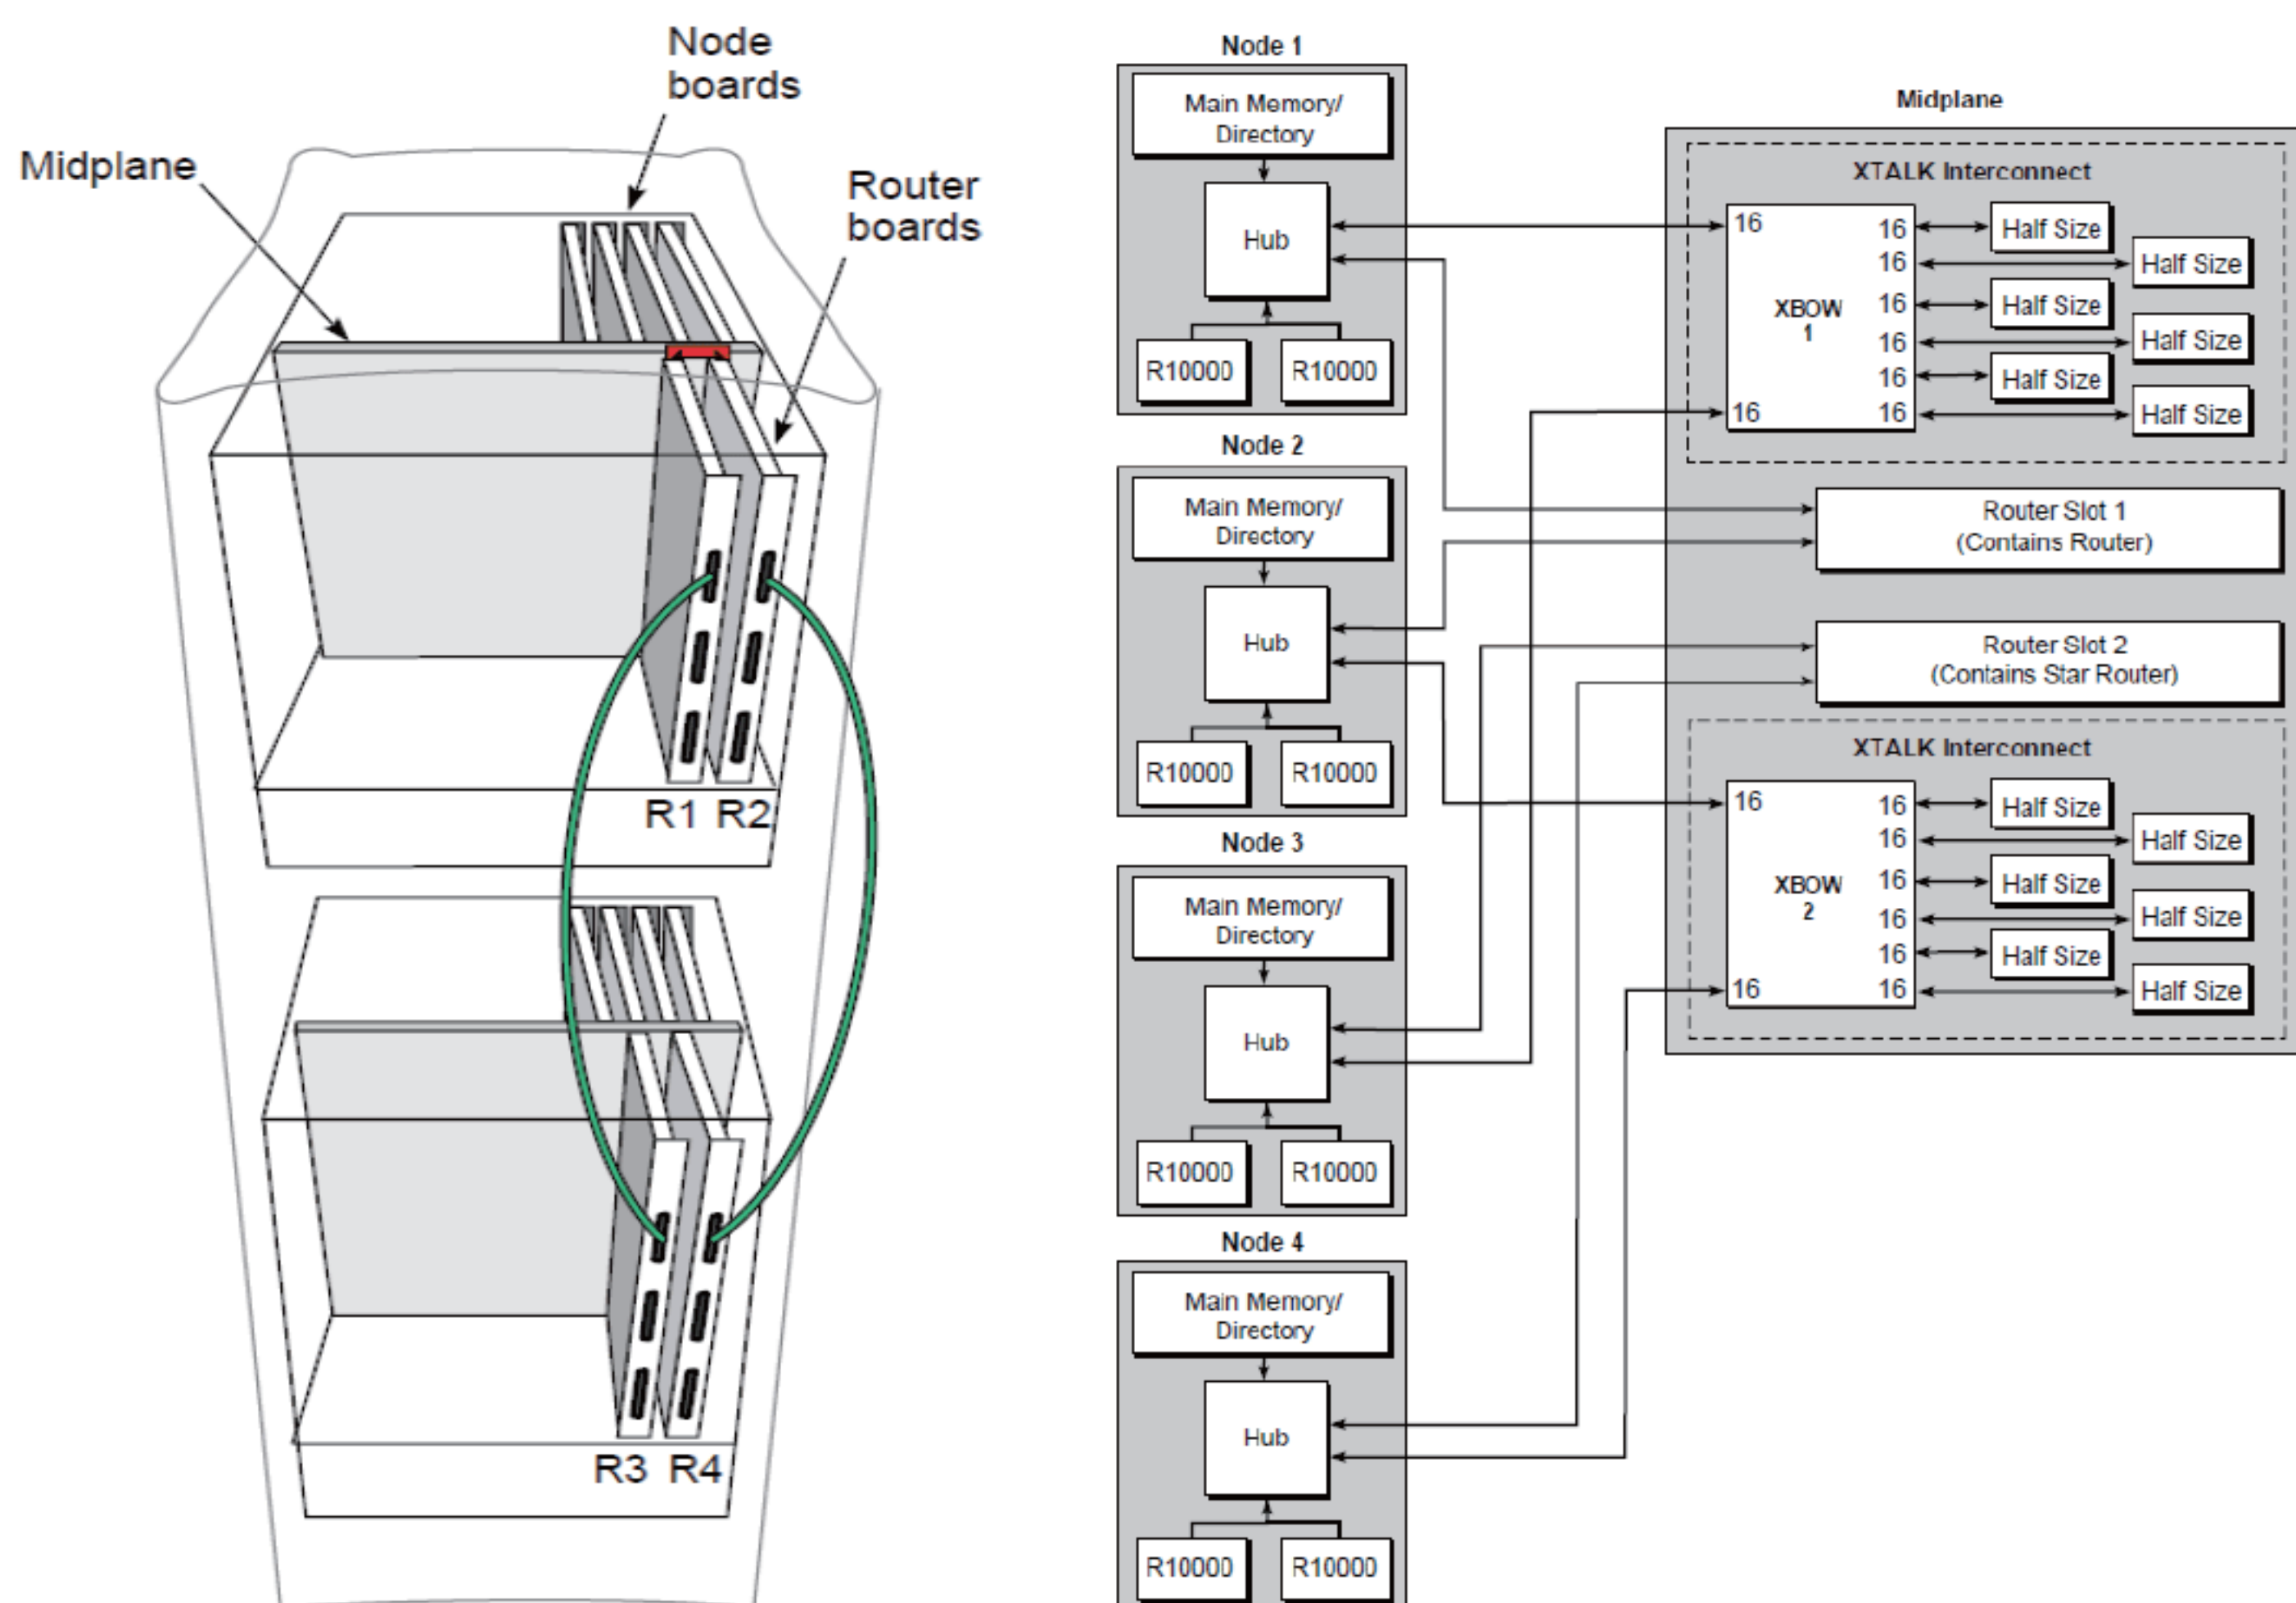 Node
boards
Midplane
Router
boards
R1 R2
R3 R4
Node 1
Main Memory/
Directory
Hub
R10000 R10000
Node 2
Main Memory/
Directory
Hub
R10000 R10000
Node 3
Main Memory/
Directory
Hub
R10000 R10000
Node 4
Main Memory/
Directory
Hub
R10000 R10000
Midplane
XTALK Interconnect
16 16 Half Size
16 Half Size
XBOW
1
16 Half Size
16 Half Size
16 Half Size
16 16 Half Size
Router Slot 1
(Contains Router)
Router Slot 2
(Contains Star Router)
XTALK Interconnect
16 16 Half Size
16 Half Size
XBOW
2
16 Half Size
16 Half Size
16 Half Size
16 16 Half Size